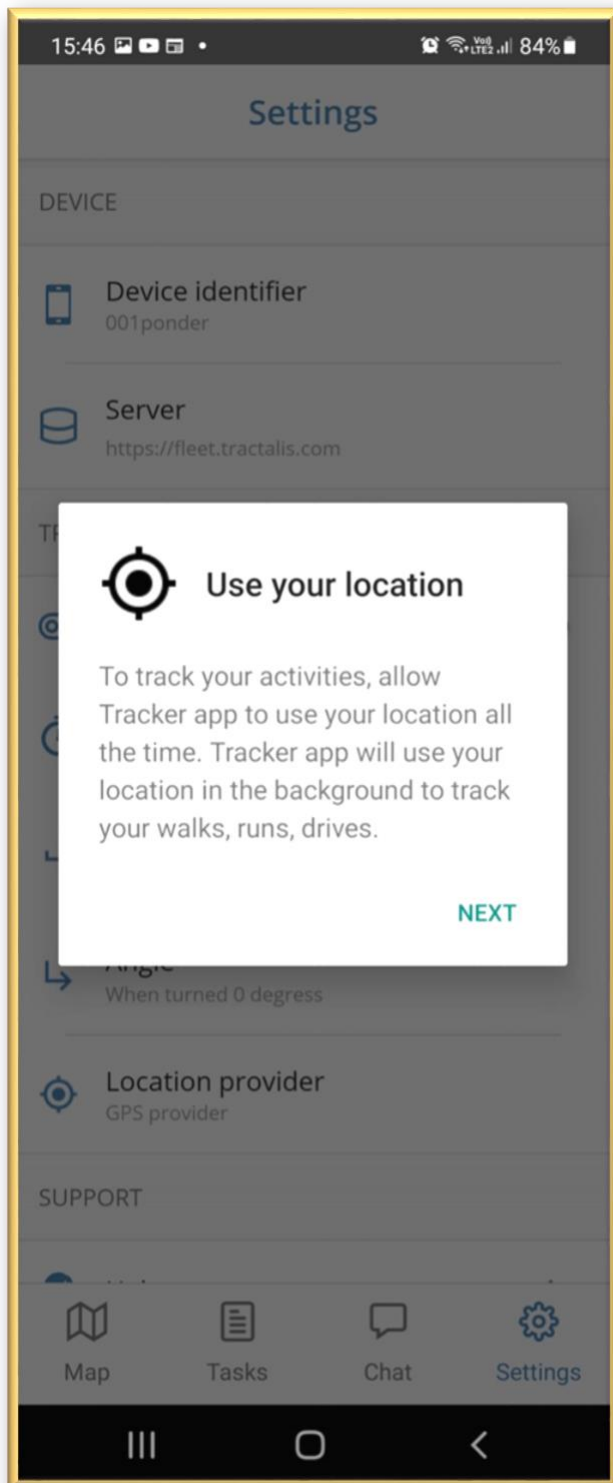 15:46
Vo)) LTE2 84%
Settings
DEVICE
Device identifier
001ponder
Server
https://fleet.tractalis.com
Use your location
To track your activities, allow
Tracker app to use your location all
the time. Tracker app will use your
location in the background to track
your walks, runs, drives.
NEXT
Angle
When turned 0 degress
Location provider
GPS provider
SUPPORT
Map
Tasks
Chat
Settings